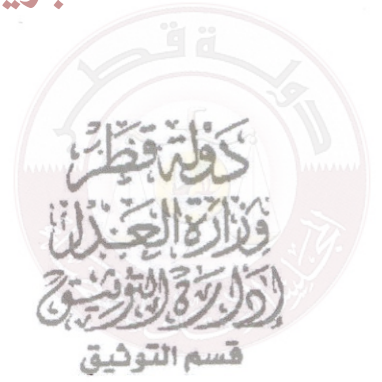 دولة قطر
وزارة العدل
إدارة التوثيق
قسم التوثيق